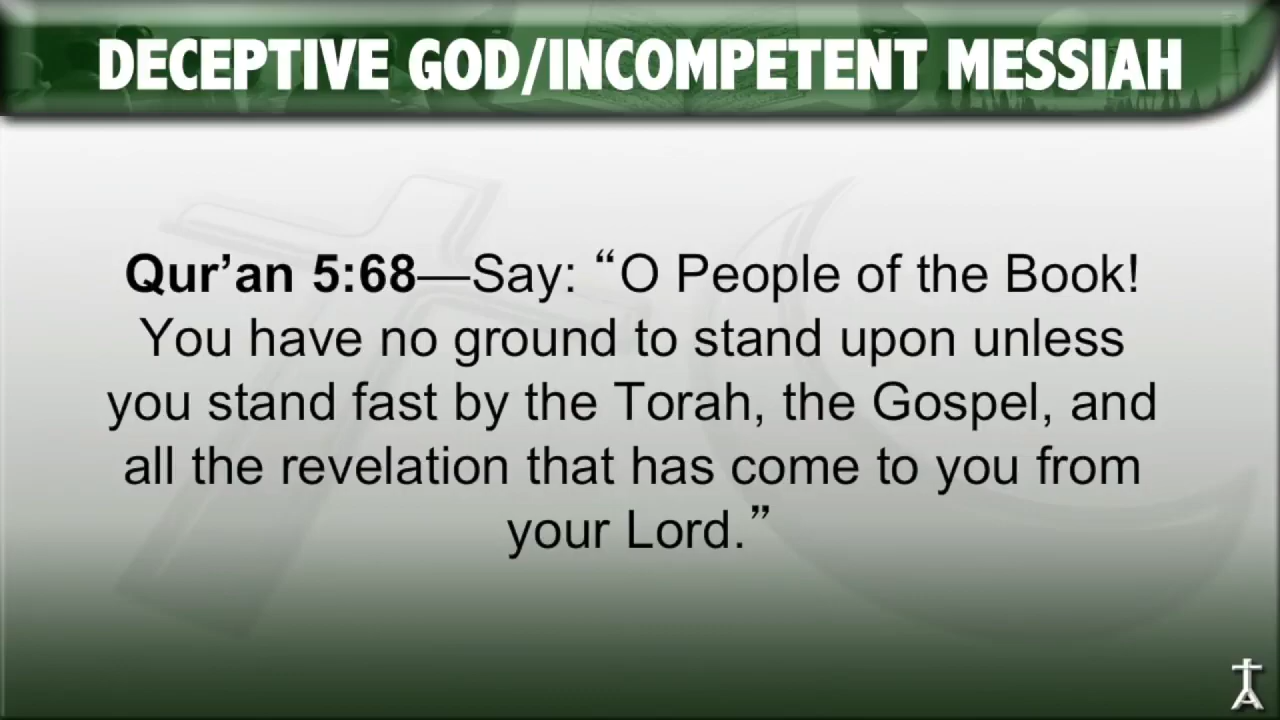 DECEPTIVE GOD/INCOMPETENT MESSIAH
Qur’an 5:68—Say: “O People of the Book!
You have no ground to stand upon unless
you stand fast by the Torah, the Gospel, and
all the revelation that has come to you from
your Lord.”